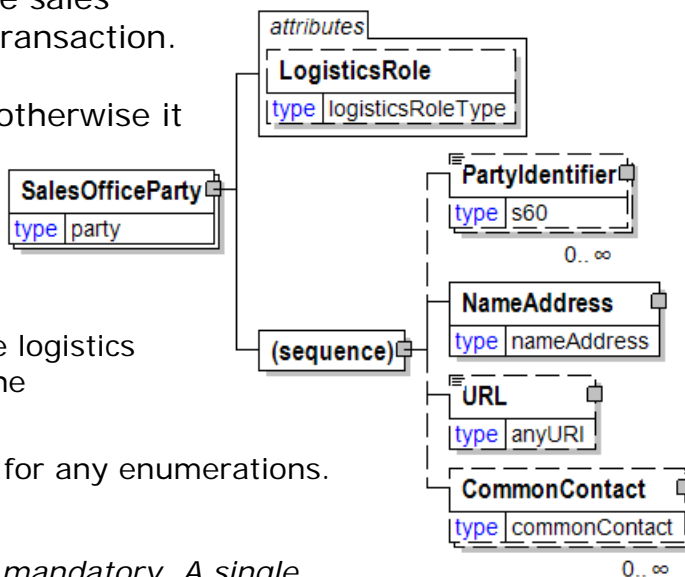 e sales
ransaction.
otherwise it
e logistics
ne
for any enumerations.
mandatory. A single
attributes
LogisticsRole
type logisticsRoleType
SalesOfficeParty
type party
(sequence)
PartyIdentifier
type s60
0.. ∞
NameAddress
type nameAddress
URL
type anyURI
CommonContact
type commonContact
0.. ∞